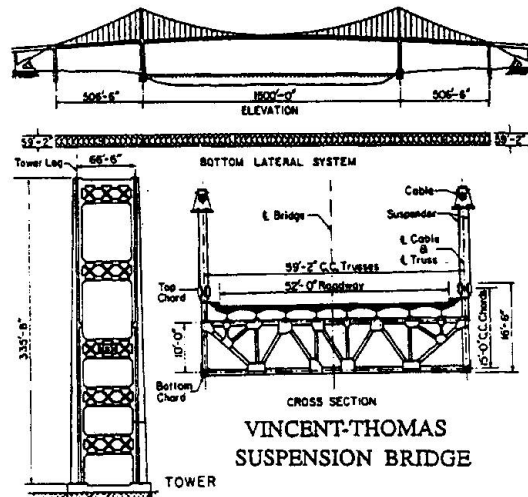 506'-6" 1500'-0" 506'-6"
ELEVATION
59'-2" 59'-2"
BOTTOM LATERAL SYSTEM
Tower Leg 66'-6"
335'-8"
TOWER
Cable
℄ Bridge
Suspender
℄ Cable
&
℄ Truss
59'-2" C.C. Trusses
52'-0" Roadway
Top
Chord
10'-0"
15'-0" C.C. Chords
16'-6"
Bottom
Chord
CROSS SECTION
VINCENT-THOMAS
SUSPENSION BRIDGE